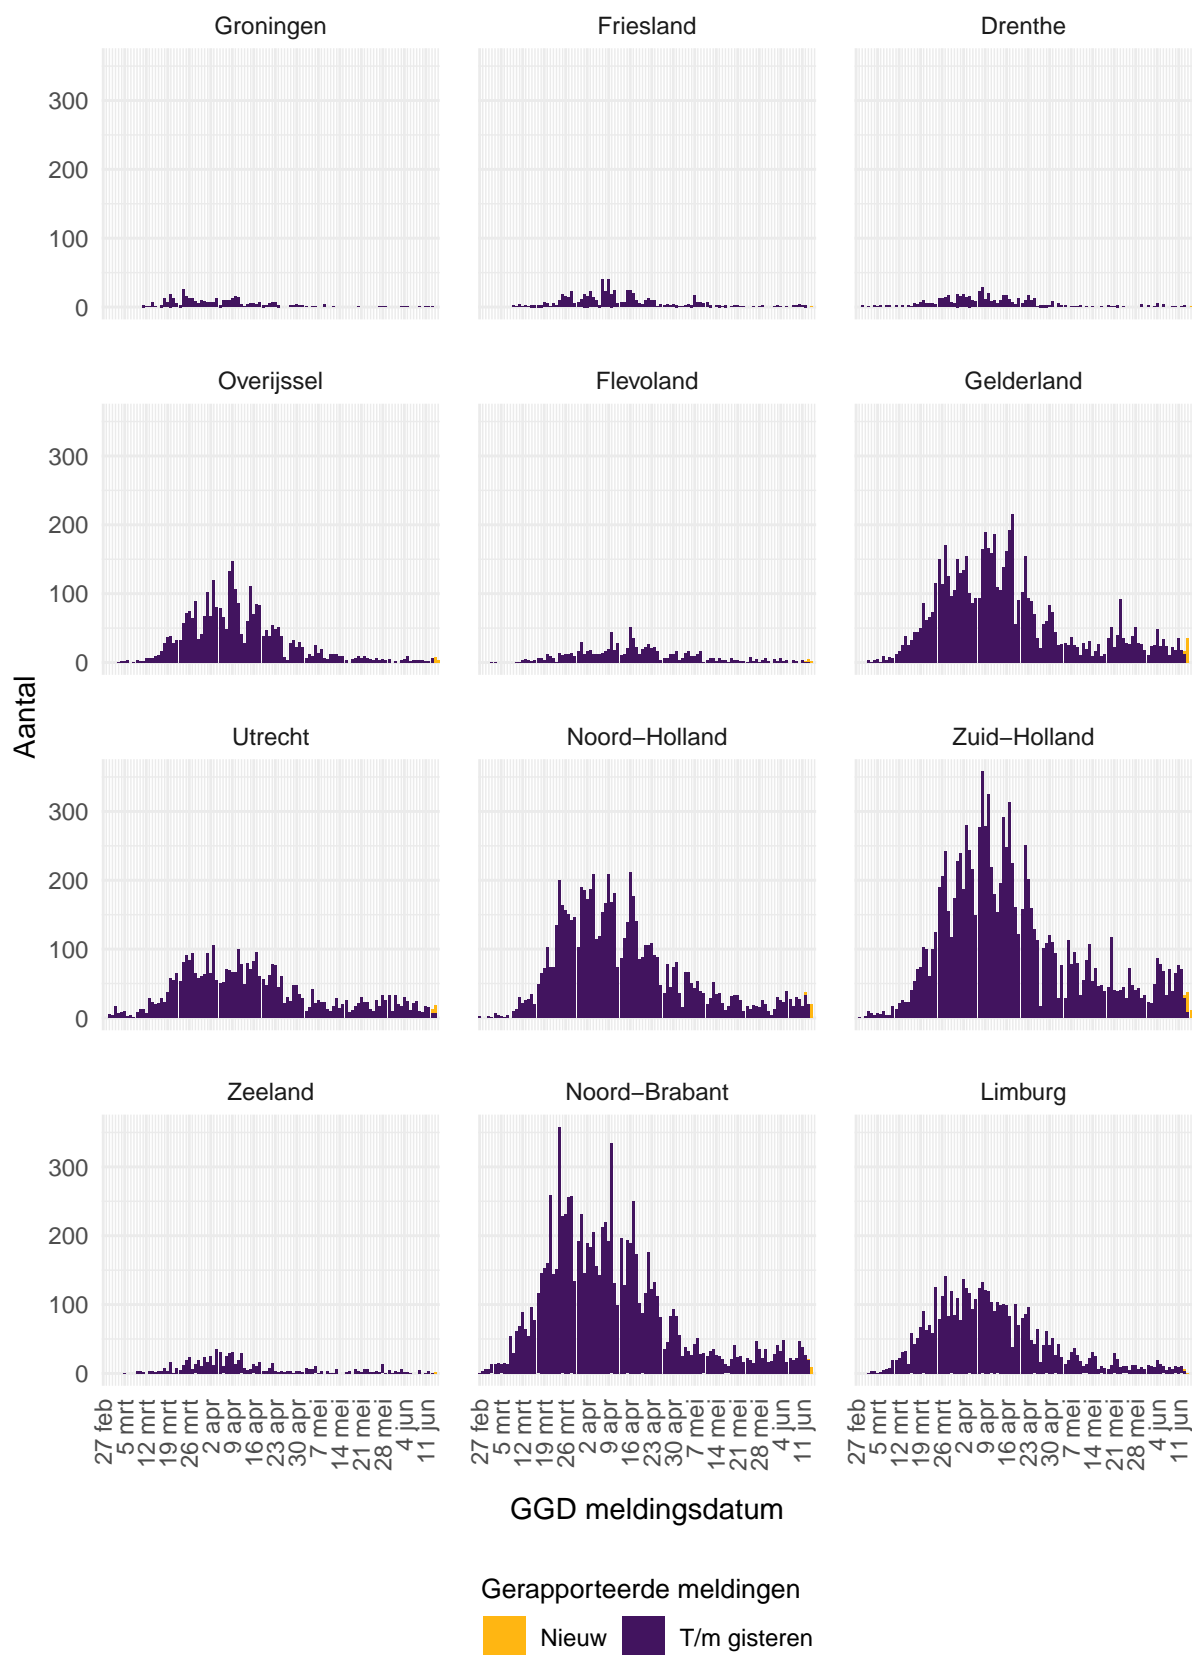 Groningen Friesland Drenthe
300
200
100
0
Overijssel Flevoland Gelderland
300
200
100
0
Aantal
Utrecht Noord−Holland Zuid−Holland
300
200
100
0
Zeeland Noord−Brabant Limburg
300
200
100
0
27 feb 5 mrt 12 mrt 19 mrt 26 mrt 2 apr 9 apr 16 apr 23 apr 30 apr 7 mei 14 mei 21 mei 28 mei 4 jun 11 jun
27 feb 5 mrt 12 mrt 19 mrt 26 mrt 2 apr 9 apr 16 apr 23 apr 30 apr 7 mei 14 mei 21 mei 28 mei 4 jun 11 jun
27 feb 5 mrt 12 mrt 19 mrt 26 mrt 2 apr 9 apr 16 apr 23 apr 30 apr 7 mei 14 mei 21 mei 28 mei 4 jun 11 jun
GGD meldingsdatum
Gerapporteerde meldingen
Nieuw T/m gisteren